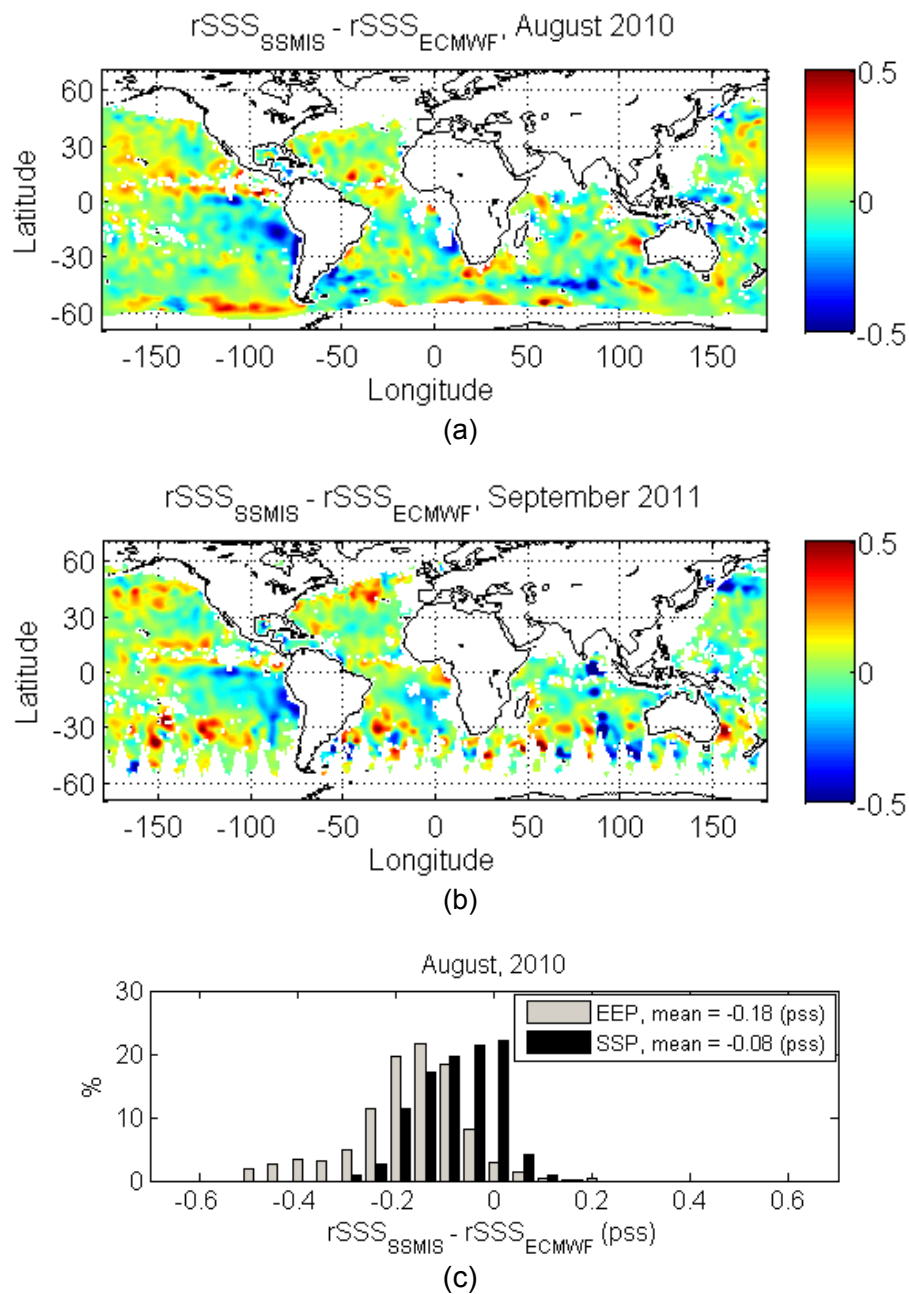 rSSS_SSMIS - rSSS_ECMWF, August 2010
60
30
0
-30
-60
Latitude
-150 -100 -50 0 50 100 150
Longitude
0.5
0
-0.5
(a)
rSSS_SSMIS - rSSS_ECMWF, September 2011
60
30
0
-30
-60
Latitude
-150 -100 -50 0 50 100 150
Longitude
0.5
0
-0.5
(b)
August, 2010
30
20
10
0
%
EEP, mean = -0.18 (pss)
SSP, mean = -0.08 (pss)
-0.6 -0.4 -0.2 0 0.2 0.4 0.6
rSSS_SSMIS - rSSS_ECMWF (pss)
(c)